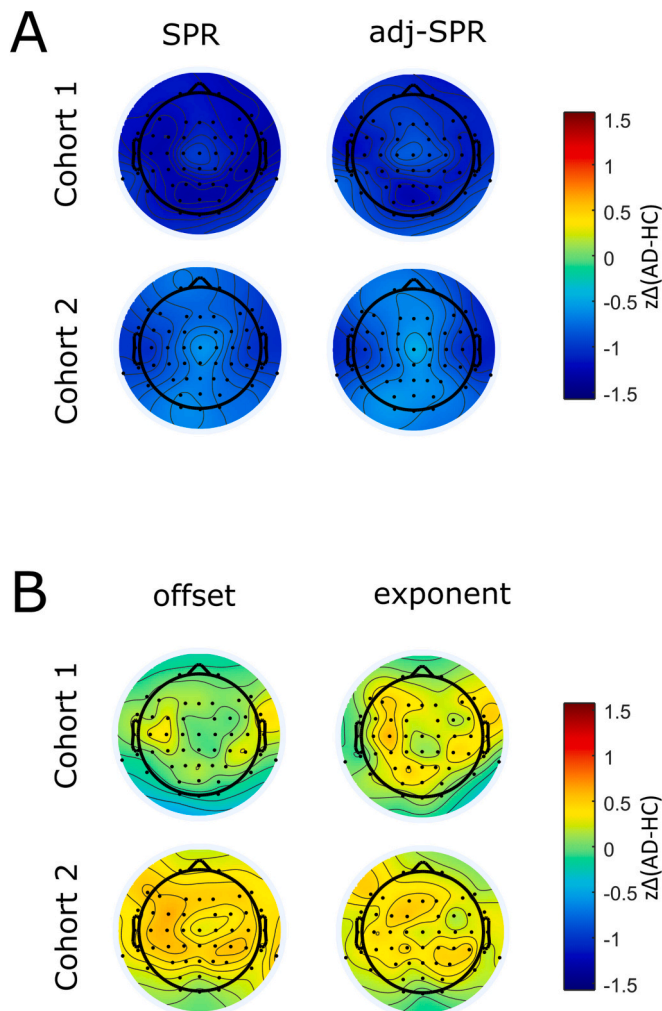 A
SPR
adj-SPR
Cohort 1
Cohort 2
1.5
1
0.5
0
-0.5
-1
-1.5
zΔ(AD-HC)
B
offset
exponent
Cohort 1
Cohort 2
1.5
1
0.5
0
-0.5
-1
-1.5
zΔ(AD-HC)